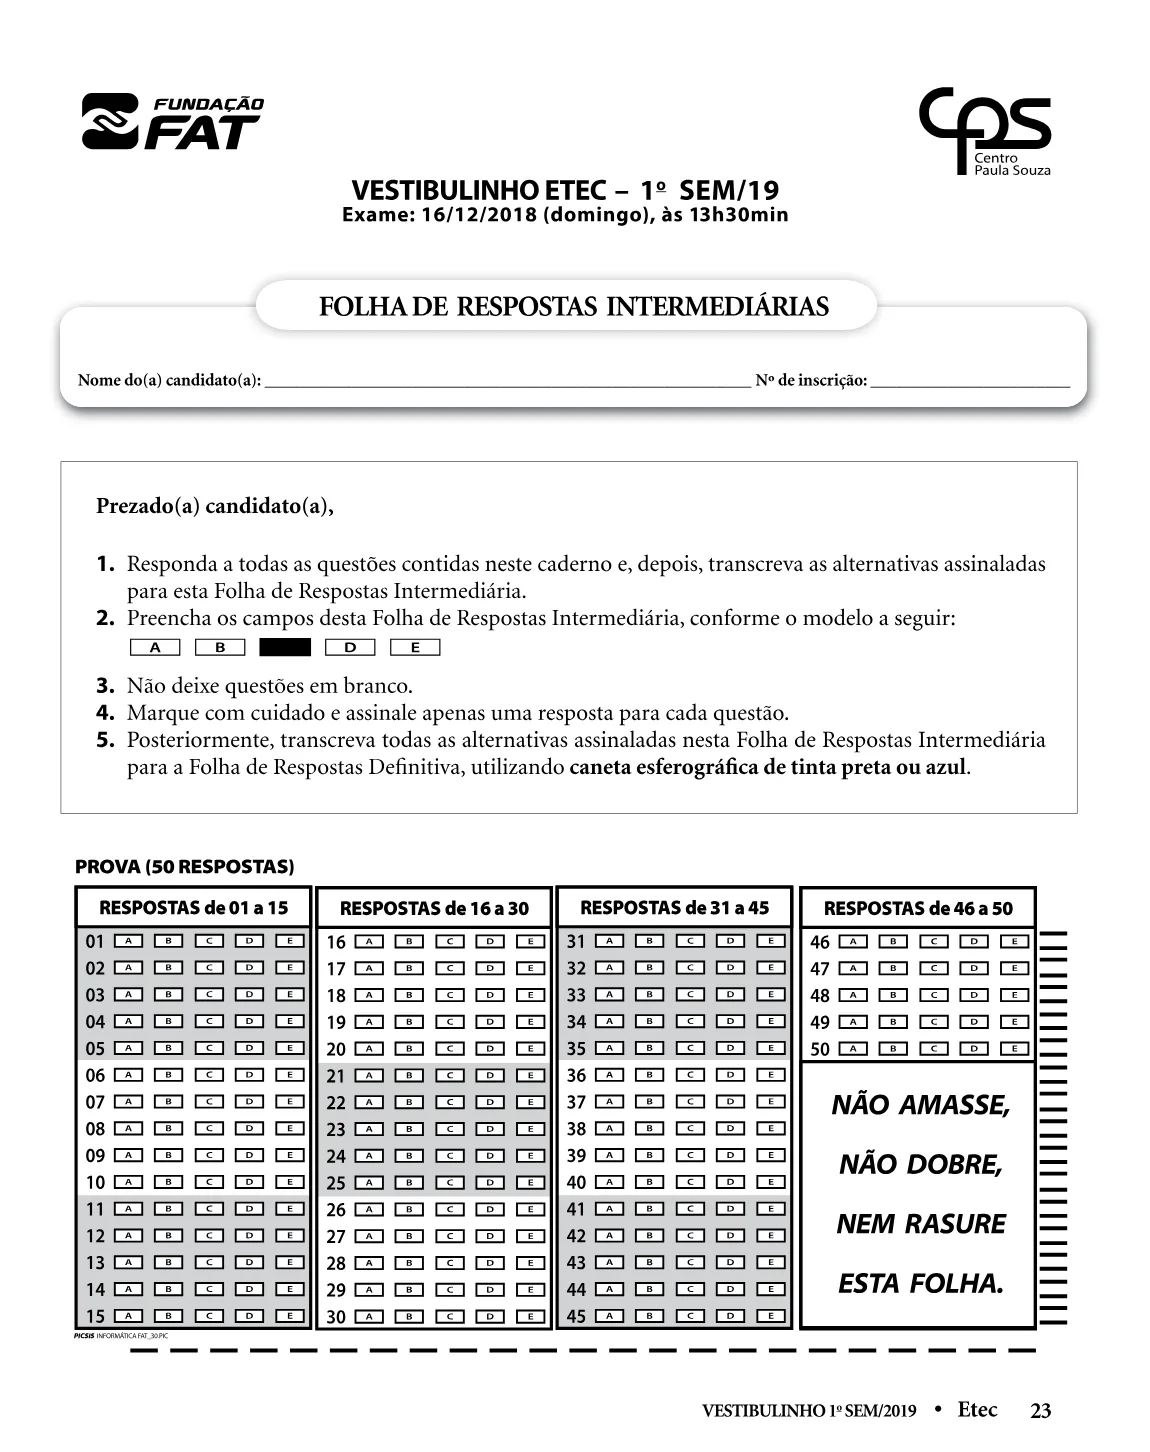 FUNDAÇÃO
FAT
CPS
Centro
Paula Souza
VESTIBULINHO ETEC – 1º SEM/19
Exame: 16/12/2018 (domingo), às 13h30min
FOLHA DE RESPOSTAS INTERMEDIÁRIAS
Nome do(a) candidato(a): ______________________________ Nº de inscrição: ____________________
Prezado(a) candidato(a),
1. Responda a todas as questões contidas neste caderno e, depois, transcreva as alternativas assinaladas
para esta Folha de Respostas Intermediária.
2. Preencha os campos desta Folha de Respostas Intermediária, conforme o modelo a seguir:
A B D E
3. Não deixe questões em branco.
4. Marque com cuidado e assinale apenas uma resposta para cada questão.
5. Posteriormente, transcreva todas as alternativas assinaladas nesta Folha de Respostas Intermediária
para a Folha de Respostas Definitiva, utilizando caneta esferográfica de tinta preta ou azul.
PROVA (50 RESPOSTAS)
RESPOSTAS de 01 a 15
01 A B C D E
02 A B C D E
03 A B C D E
04 A B C D E
05 A B C D E
06 A B C D E
07 A B C D E
08 A B C D E
09 A B C D E
10 A B C D E
11 A B C D E
12 A B C D E
13 A B C D E
14 A B C D E
15 A B C D E
RESPOSTAS de 16 a 30
16 A B C D E
17 A B C D E
18 A B C D E
19 A B C D E
20 A B C D E
21 A B C D E
22 A B C D E
23 A B C D E
24 A B C D E
25 A B C D E
26 A B C D E
27 A B C D E
28 A B C D E
29 A B C D E
30 A B C D E
RESPOSTAS de 31 a 45
31 A B C D E
32 A B C D E
33 A B C D E
34 A B C D E
35 A B C D E
36 A B C D E
37 A B C D E
38 A B C D E
39 A B C D E
40 A B C D E
41 A B C D E
42 A B C D E
43 A B C D E
44 A B C D E
45 A B C D E
RESPOSTAS de 46 a 50
46 A B C D E
47 A B C D E
48 A B C D E
49 A B C D E
50 A B C D E
NÃO AMASSE,
NÃO DOBRE,
NEM RASURE
ESTA FOLHA.
PICSIS INFORMÁTICA FAT_30.PIC
VESTIBULINHO 1º SEM/2019 • Etec 23